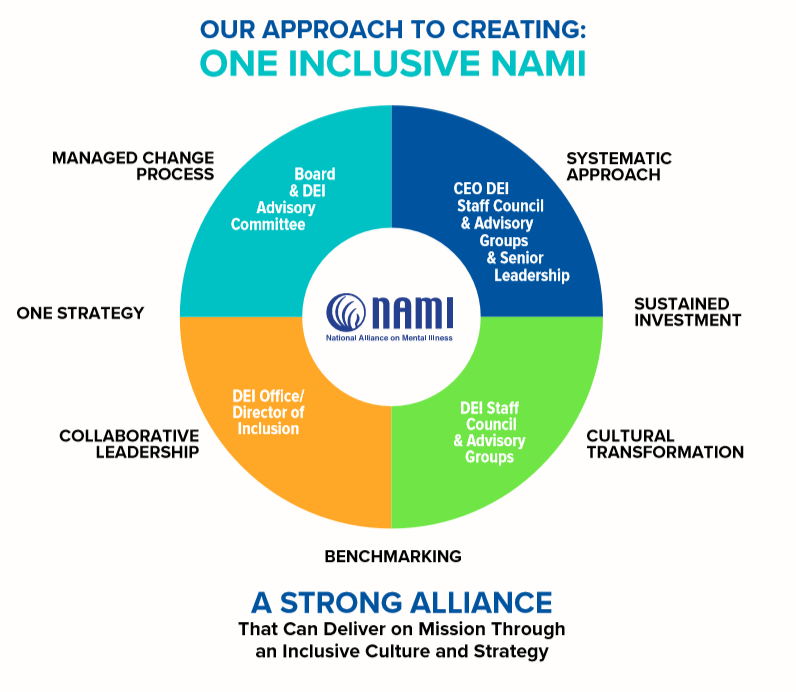 OUR APPROACH TO CREATING:
ONE INCLUSIVE NAMI
MANAGED CHANGE
PROCESS
SYSTEMATIC
APPROACH
Board
& DEI
Advisory
Committee
CEO DEI
Staff Council
& Advisory
Groups
& Senior
Leadership
ONE STRATEGY
nami
National Alliance on Mental Illness
SUSTAINED
INVESTMENT
DEI Office/
Director of
Inclusion
DEI Staff
Council
& Advisory
Groups
COLLABORATIVE
LEADERSHIP
CULTURAL
TRANSFORMATION
BENCHMARKING
A STRONG ALLIANCE
That Can Deliver on Mission Through
an Inclusive Culture and Strategy